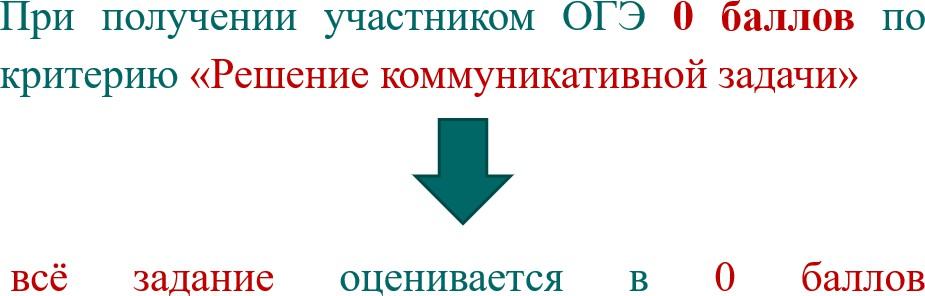 При получении участником ОГЭ 0 баллов по
критерию «Решение коммуникативной задачи»
всё задание оценивается в 0 баллов